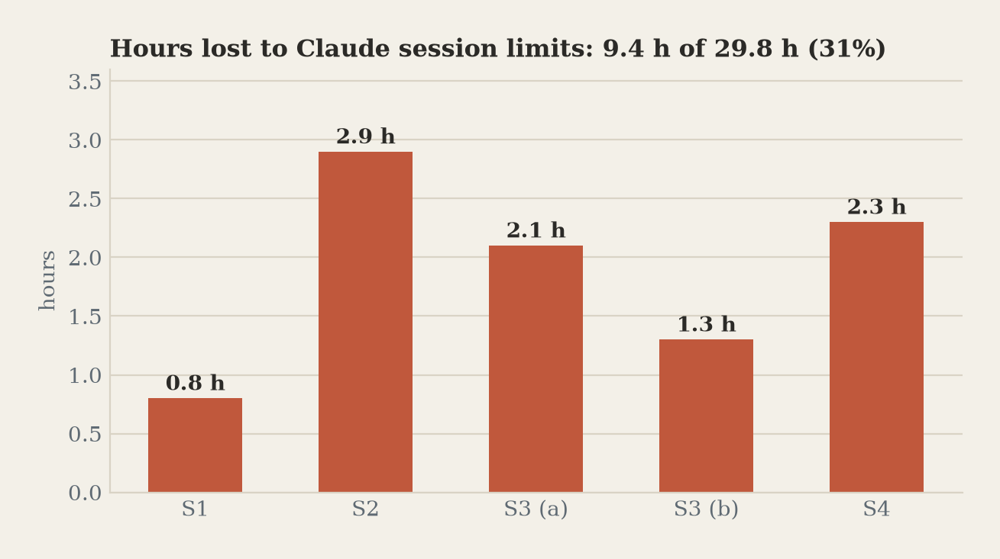 Hours lost to Claude session limits: 9.4 h of 29.8 h (31%)
3.5
3.0
2.5
2.0
1.5
1.0
0.5
0.0
hours
0.8 h
2.9 h
2.1 h
1.3 h
2.3 h
S1
S2
S3 (a)
S3 (b)
S4